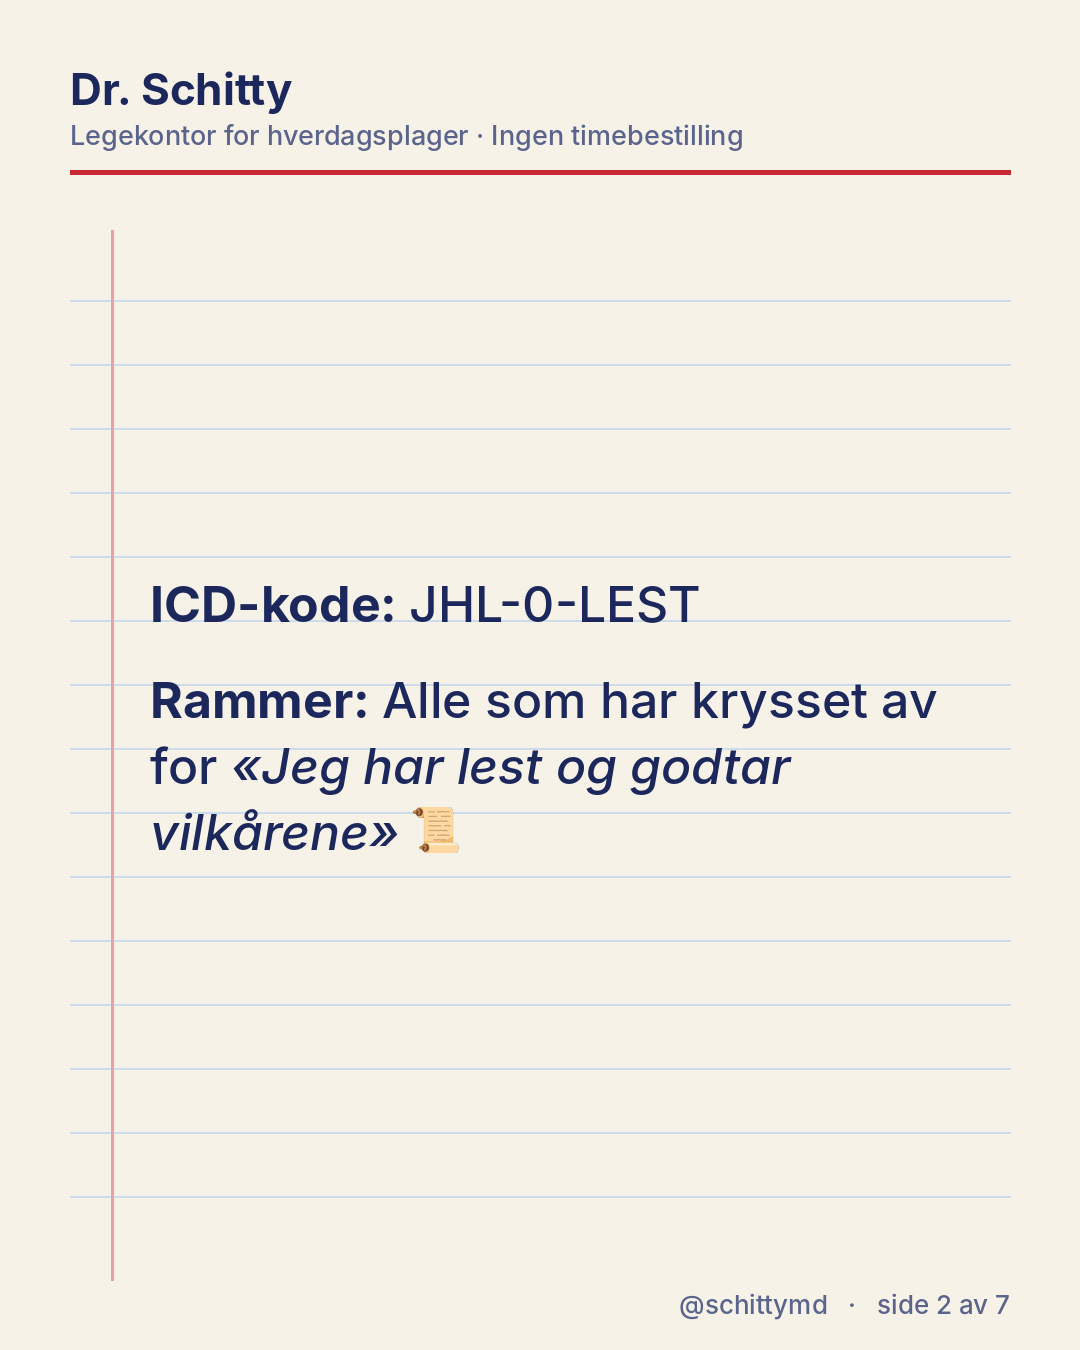 Dr. Schitty
Legekontor for hverdagsplager · Ingen timebestilling
ICD-kode: JHL-0-LEST
Rammer: Alle som har krysset av
for «Jeg har lest og godtar
vilkårene» 📜
@schittymd · side 2 av 7